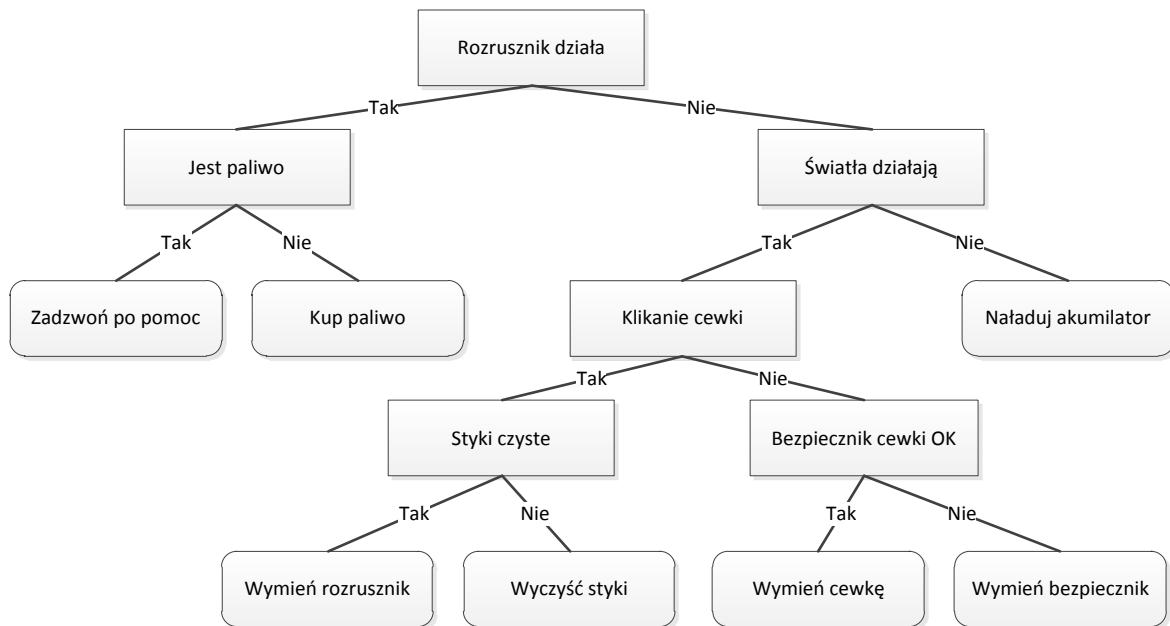 Rozrusznik działa
Tak
Nie
Jest paliwo
Światła działają
Tak
Nie
Tak
Nie
Zadzwoń po pomoc
Kup paliwo
Klikanie cewki
Naładuj akumilator
Tak
Nie
Styki czyste
Bezpiecznik cewki OK
Tak
Nie
Tak
Nie
Wymień rozrusznik
Wyczyść styki
Wymień cewkę
Wymień bezpiecznik